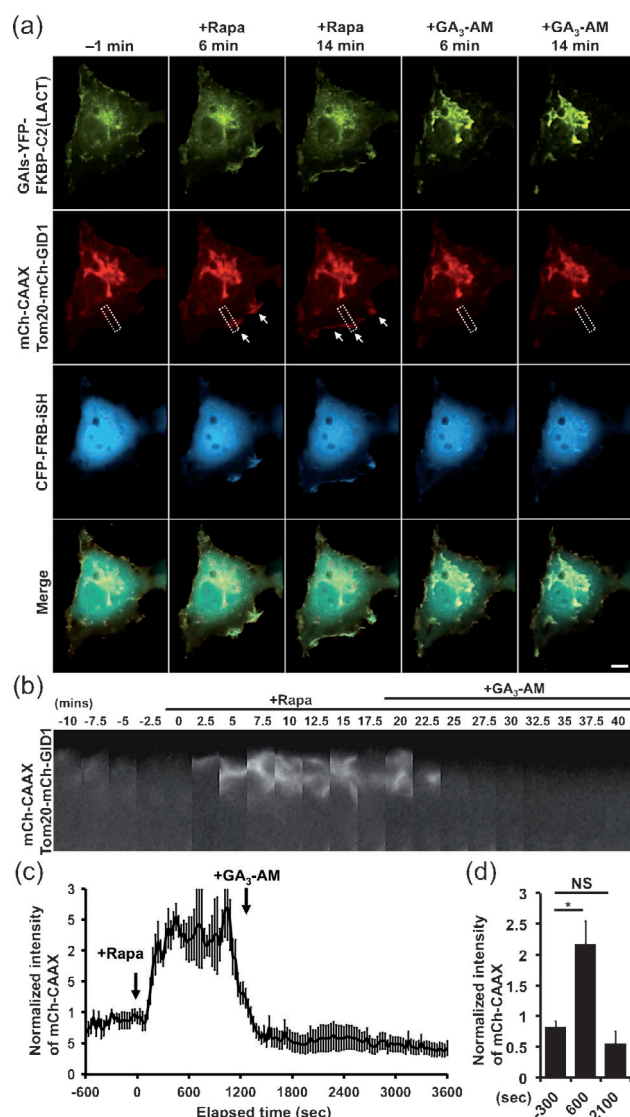 (a)
–1 min
+Rapa
6 min
+Rapa
14 min
+GA3-AM
6 min
+GA3-AM
14 min
GAIs-YFP-
FKBP-C2(LACT)
mCh-CAAX
Tom20-mCh-GID1
CFP-FRB-iSH
Merge
(b)
+GA3-AM
(mins)
+Rapa
-10 -7.5 -5 -2.5 0 2.5 5 7.5 10 12.5 15 17.5 20 22.5 25 27.5 30 32.5 35 37.5 40
mCh-CAAX
Tom20-mCh-GID1
(c)
+GA3-AM
+Rapa
Normalized intensity
of mCh-CAAX
3
5
2
5
1
5
0
-600 0 600 1200 1800 2400 3000 3600
Elapsed time (sec)
(d)
NS
*
Normalized intensity
of mCh-CAAX
3
2.5
2
1.5
1
0.5
0
(sec) -300 600 2100